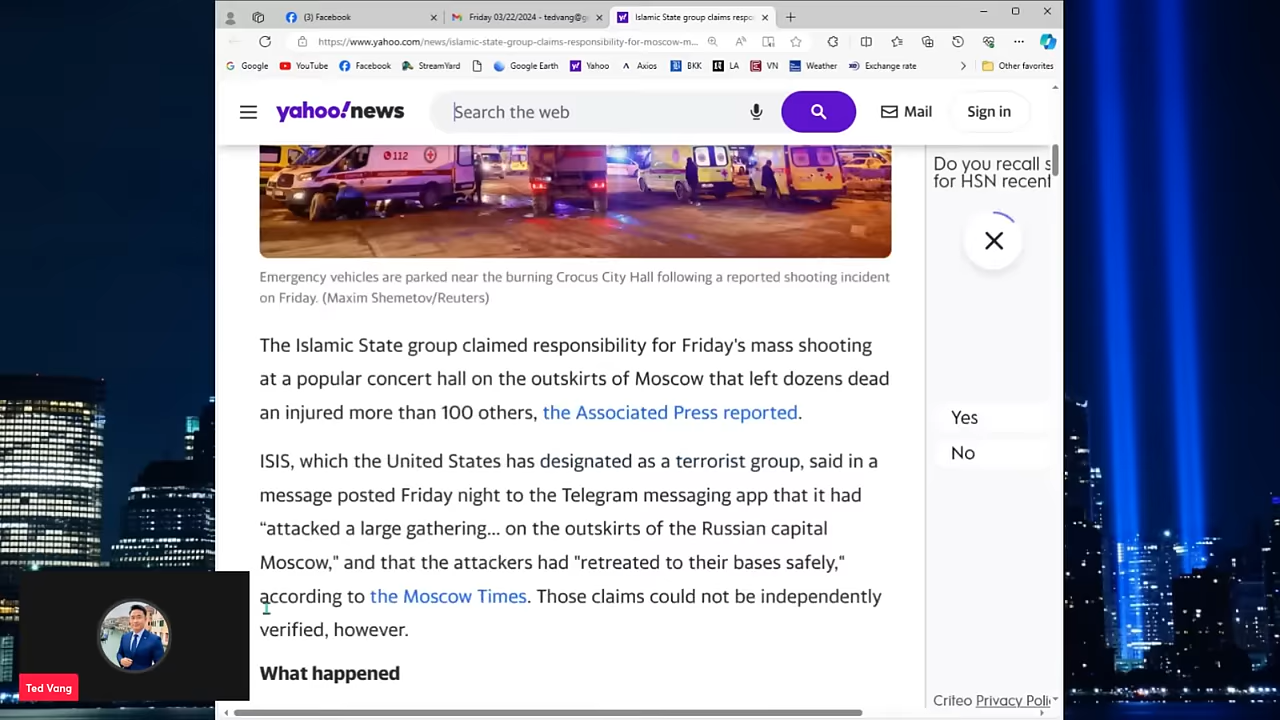 (3) Facebook
Friday 03/22/2024 - tedvang@g
Islamic State group claims respo
https://www.yahoo.com/news/islamic-state-group-claims-responsibility-for-moscow-m...
Google
YouTube
Facebook
StreamYard
Google Earth
Yahoo
Axios
BKK
LA
VN
Weather
Exchange rate
Other favorites
yahoo!news
Search the web
Mail
Sign in
112
Do you recall s
for HSN recent
Emergency vehicles are parked near the burning Crocus City Hall following a reported shooting incident
on Friday. (Maxim Shemetov/Reuters)
The Islamic State group claimed responsibility for Friday's mass shooting
at a popular concert hall on the outskirts of Moscow that left dozens dead
an injured more than 100 others, the Associated Press reported.
Yes
No
ISIS, which the United States has designated as a terrorist group, said in a
message posted Friday night to the Telegram messaging app that it had
“attacked a large gathering... on the outskirts of the Russian capital
Moscow," and that the attackers had "retreated to their bases safely,“
according to the Moscow Times. Those claims could not be independently
verified, however.
What happened
Ted Vang
Criteo Privacy Poli